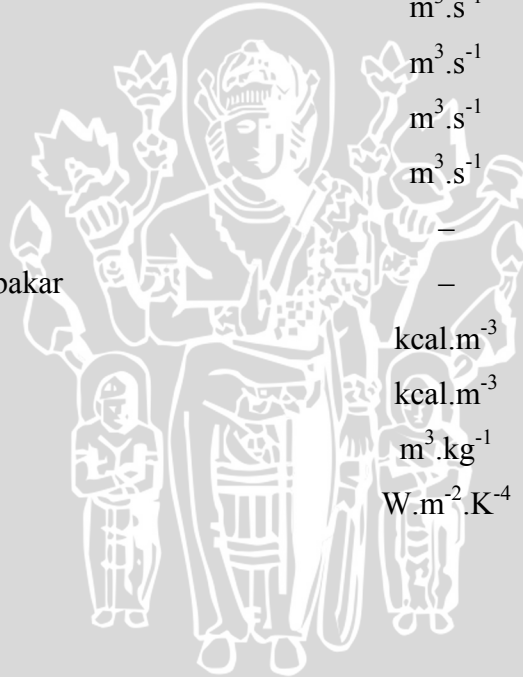 m³.s⁻¹
m³.s⁻¹
m³.s⁻¹
m³.s⁻¹
–
bakar –
kcal.m⁻³
kcal.m⁻³
m³.kg⁻¹
W.m⁻².K⁻⁴